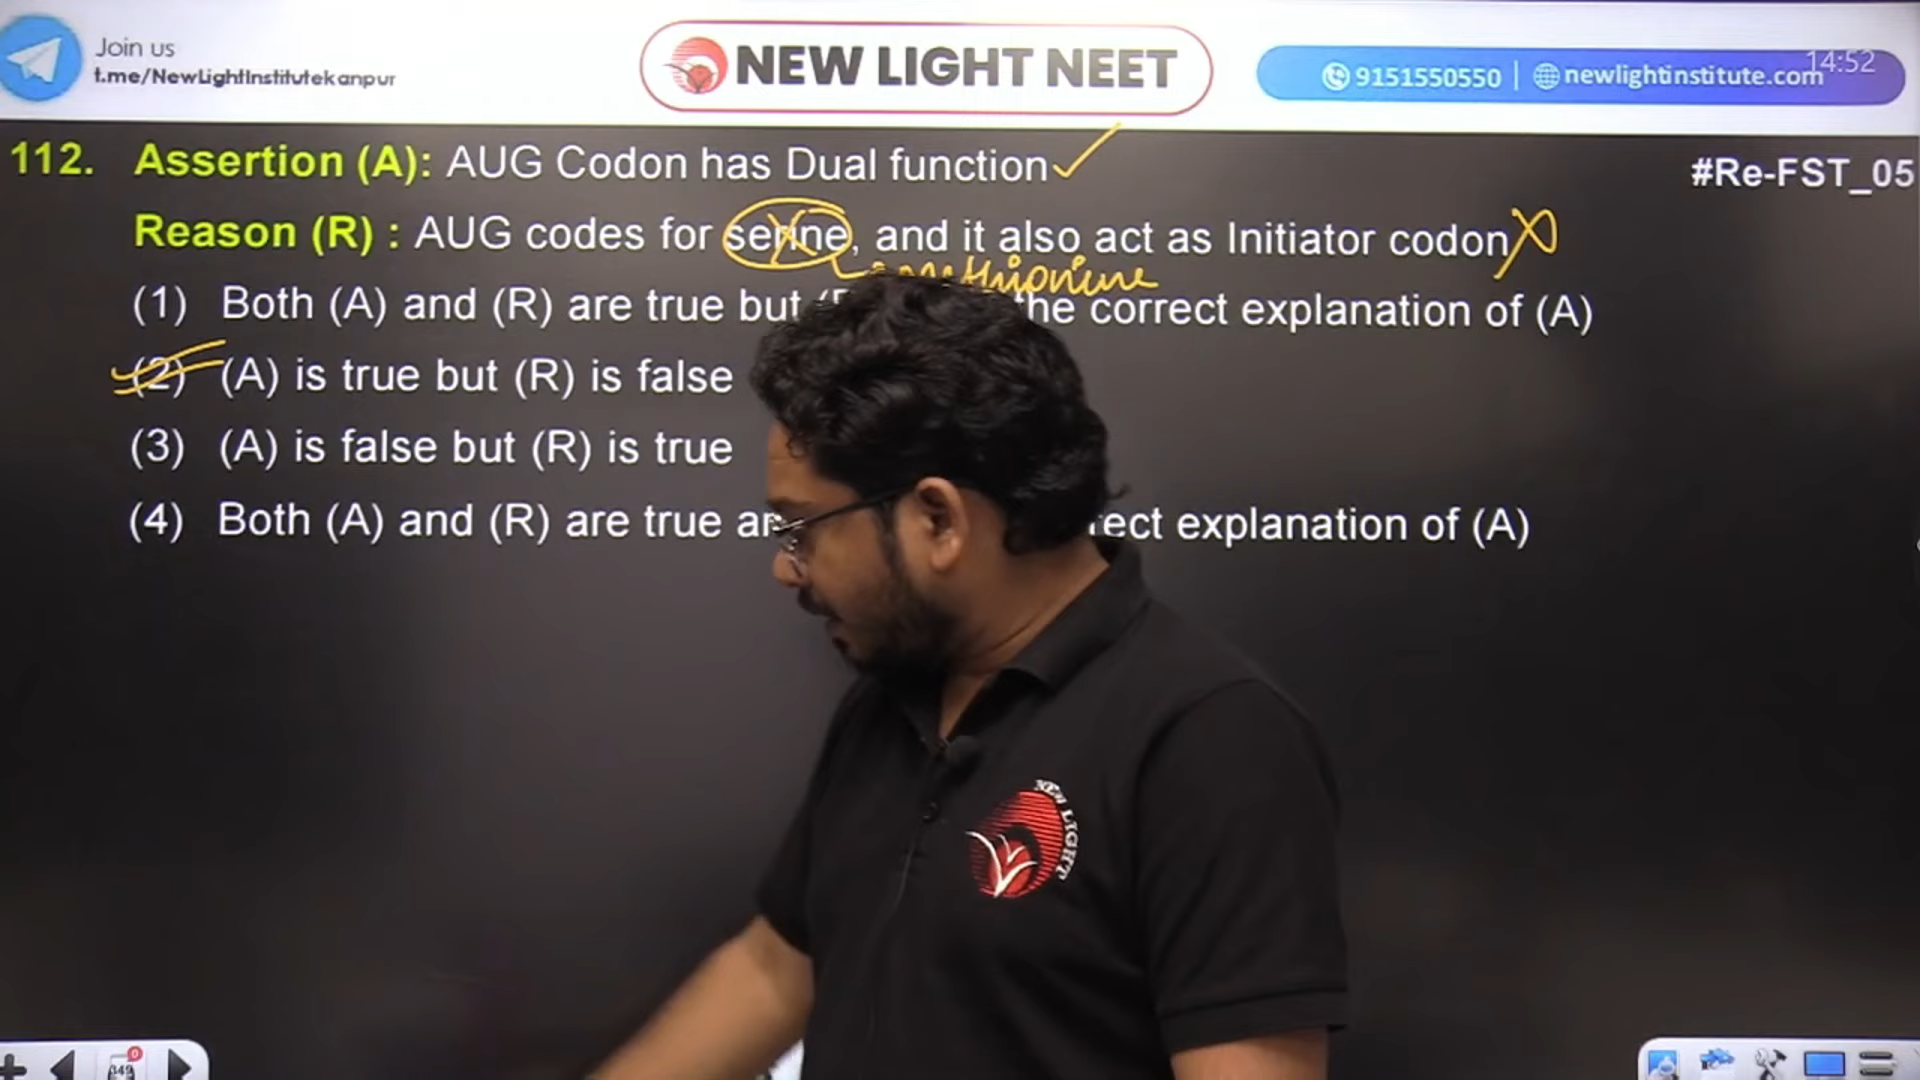 Join us
t.me/NewLightInstitutekanpur
NEW LIGHT NEET
9151550550 | newlightinstitute.com
14:52
112. Assertion (A): AUG Codon has Dual function
#Re-FST_05
Reason (R) : AUG codes for serine, and it also act as Initiator codon
methionine
(1) Both (A) and (R) are true but the correct explanation of (A)
(2) (A) is true but (R) is false
(3) (A) is false but (R) is true
(4) Both (A) and (R) are true explanation of (A)
NEW LIGHT
0
349